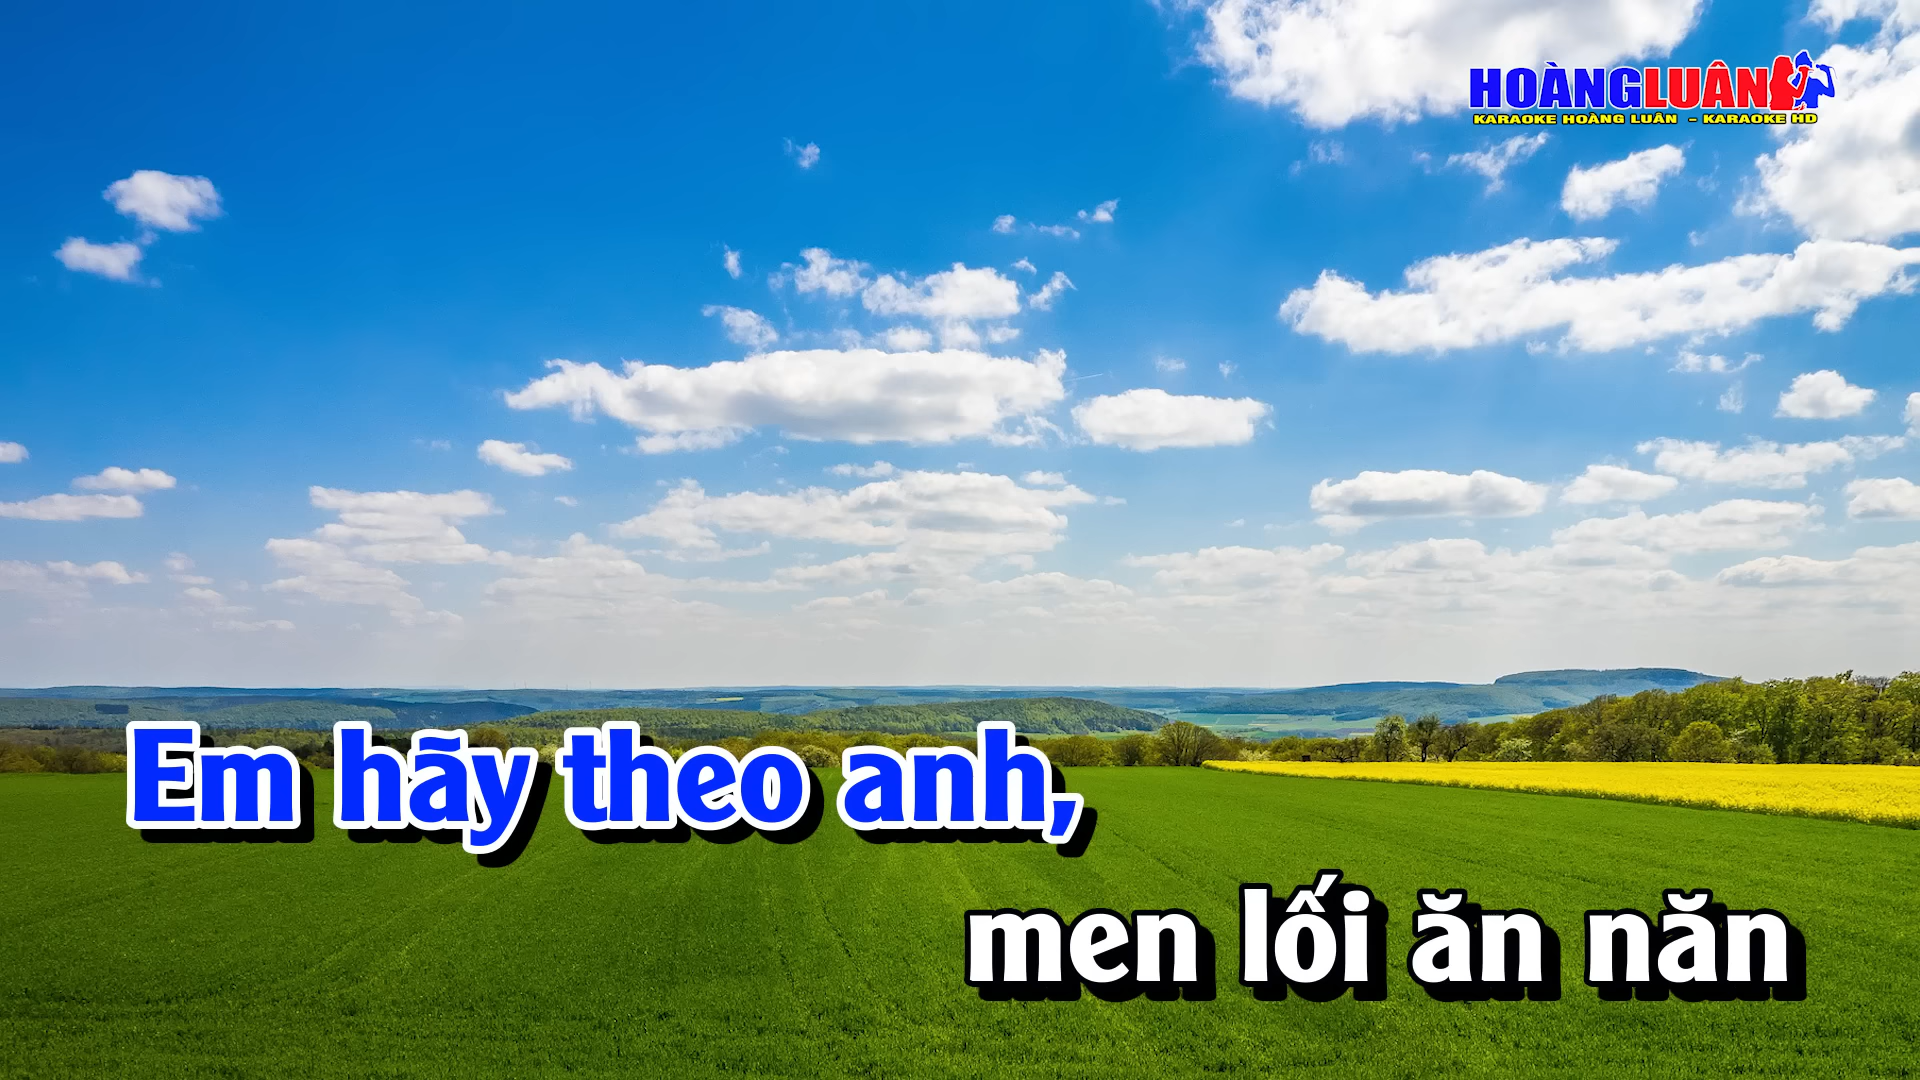 HOÀNGLUÂN
KARAOKE HOÀNG LUÂN - KARAOKE HD
Em hãy theo anh,
men lối ăn năn